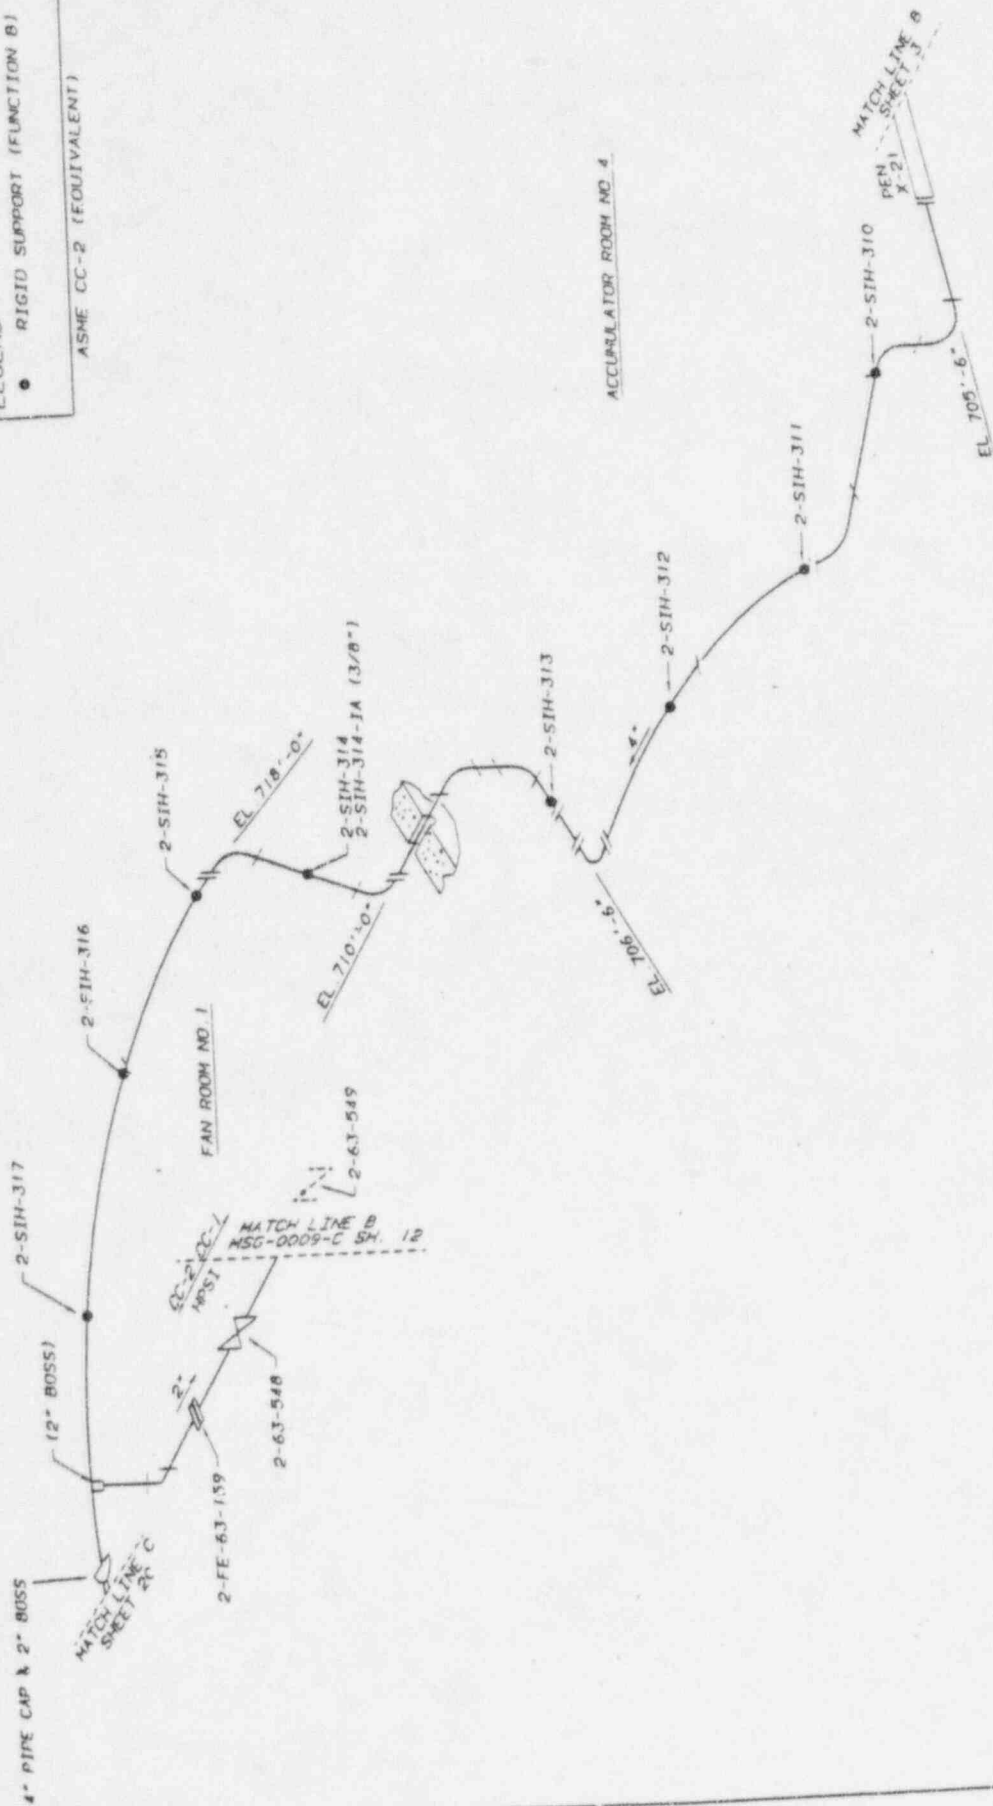 RIGID SUPPORT (FUNCTION B)
ASME CC-2 (EQUIVALENT)
MATCH LINE B
SHEET 3
PEN
X-21
2-SIH-310
EL 705'-6"
ACCUMULATOR ROOM NO 4
2-SIH-311
2-SIH-312
4"
2-SIH-313
EL 706'-6"
2-SIH-314
2-SIH-314-IA (3/8")
EL 718'-0"
EL 710'-0"
2-SIH-315
2-SIH-316
FAN ROOM NO.1
2-SIH-317
2-63-549
MATCH LINE B
MSG-0009-C SH. 12
CC-2 CC-1
HPSI
2"
2-63-548
2-FE-63-159
(2" BOSS)
4" PIPE CAP & 2" BOSS
MATCH LINE C
SHEET